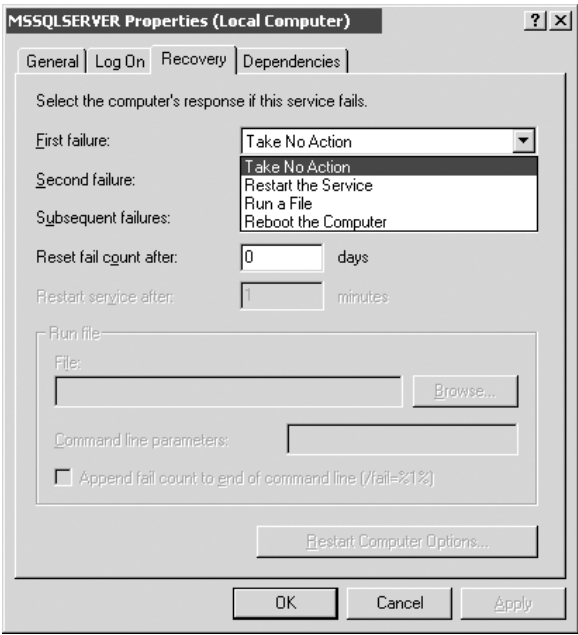 MSSQLSERVER Properties (Local Computer)
General Log On Recovery Dependencies
Select the computer's response if this service fails.
First failure: Take No Action
Take No Action
Second failure: Restart the Service
Run a File
Subsequent failures: Reboot the Computer
Reset fail count after: 0 days
Restart service after: 1 minutes
Run file
File:
Browse...
Command line parameters:
Append fail count to end of command line (/fail=%1%)
Restart Computer Options...
OK Cancel Apply